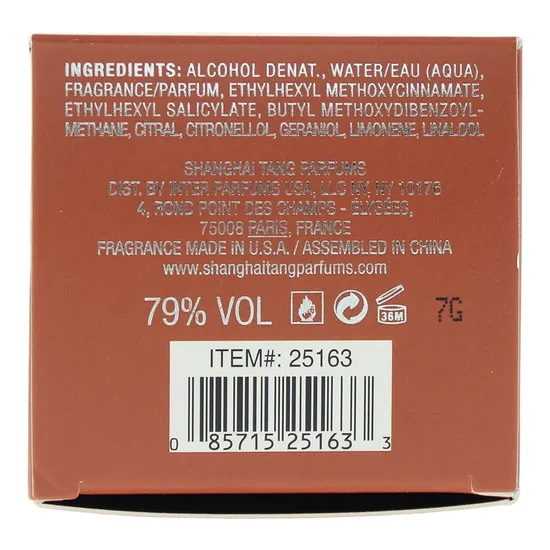 INGREDIENTS: ALCOHOL DENAT., WATER/EAU (AQUA),
FRAGRANCE/PARFUM, ETHYLHEXYL METHOXYCINNAMATE,
ETHYLHEXYL SALICYLATE, BUTYL METHOXYDIBENZOYL-
METHANE, CITRAL, CITRONELLOL, GERANIOL, LIMONENE, LINALOOL
SHANGHAI TANG PARFUMS
DIST. BY INTER PARFUMS USA, LLC NY, NY 10176
4, ROND POINT DES CHAMPS - ÉLYSÉES,
75008 PARIS, FRANCE
FRAGRANCE MADE IN U.S.A. / ASSEMBLED IN CHINA
www.shanghaitangparfums.com
79% VOL 36M 7G
ITEM#: 25163
0 85715 25163 3